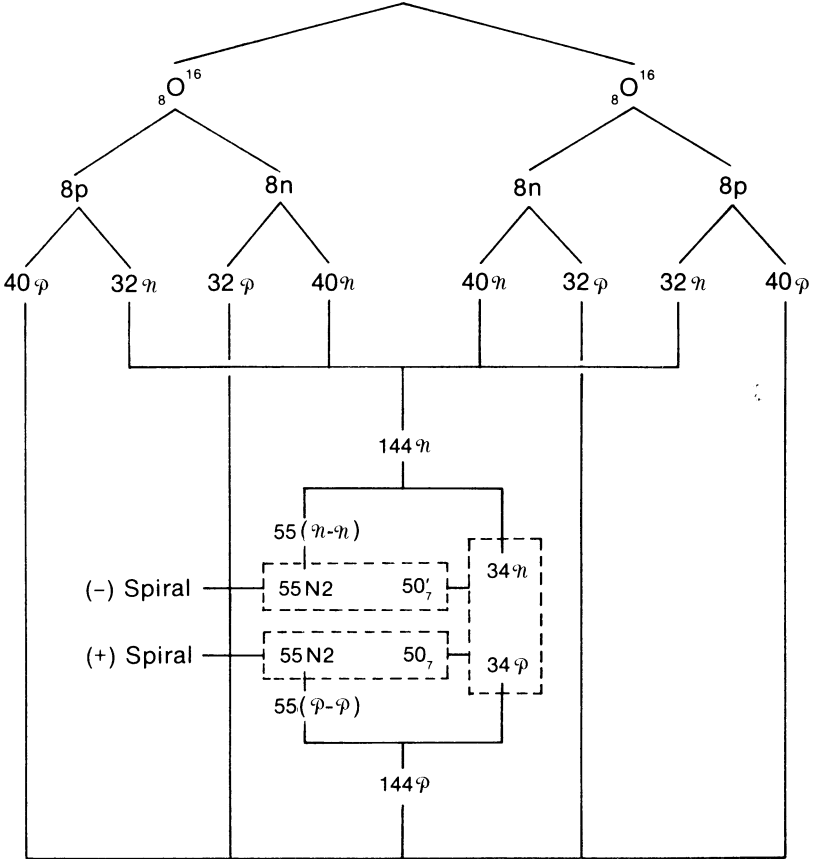 ₈O¹⁶ ₈O¹⁶
8p 8n 8n 8p
40𝒫 32𝓃 32𝒫 40𝓃 40𝓃 32𝒫 32𝓃 40𝒫
144𝓃
55(𝓃-𝓃)
34𝓃
(−) Spiral 55N2 50′₇
(+) Spiral 55N2 50₇ 34𝒫
55(𝒫-𝒫)
144𝒫